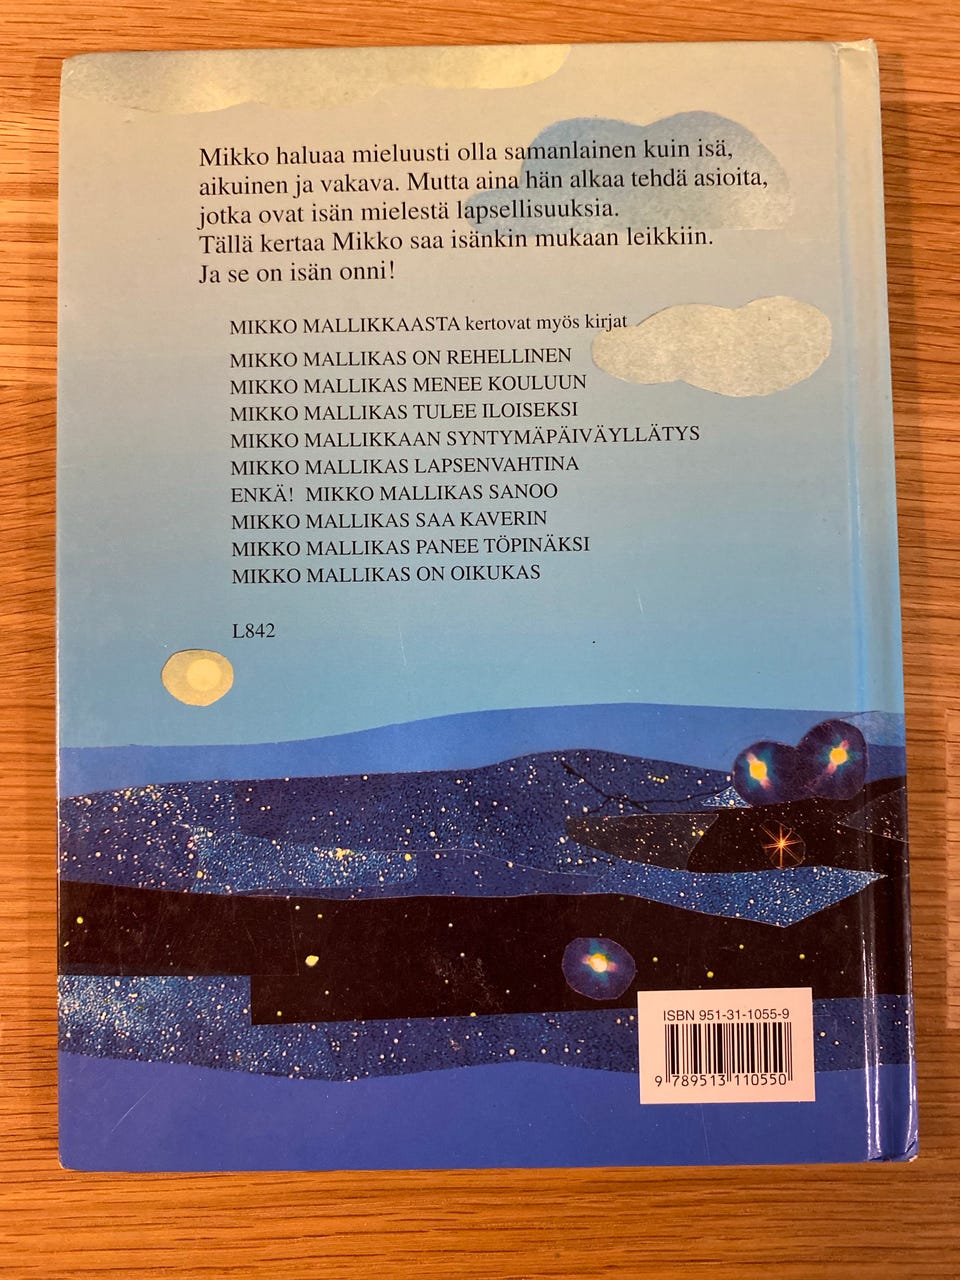 Mikko haluaa mieluusti olla samanlainen kuin isä,
aikuinen ja vakava. Mutta aina hän alkaa tehdä asioita,
jotka ovat isän mielestä lapsellisuuksia.
Tällä kertaa Mikko saa isänkin mukaan leikkiin.
Ja se on isän onni!
MIKKO MALLIKKAASTA kertovat myös kirjat
MIKKO MALLIKAS ON REHELLINEN
MIKKO MALLIKAS MENEE KOULUUN
MIKKO MALLIKAS TULEE ILOISEKSI
MIKKO MALLIKKAAN SYNTYMÄPÄIVÄYLLÄTYS
MIKKO MALLIKAS LAPSENVAHTINA
ENKÄ! MIKKO MALLIKAS SANOO
MIKKO MALLIKAS SAA KAVERIN
MIKKO MALLIKAS PANEE TÖPINÄKSI
MIKKO MALLIKAS ON OIKUKAS
L842
ISBN 951-31-1055-9
9 789513 110550